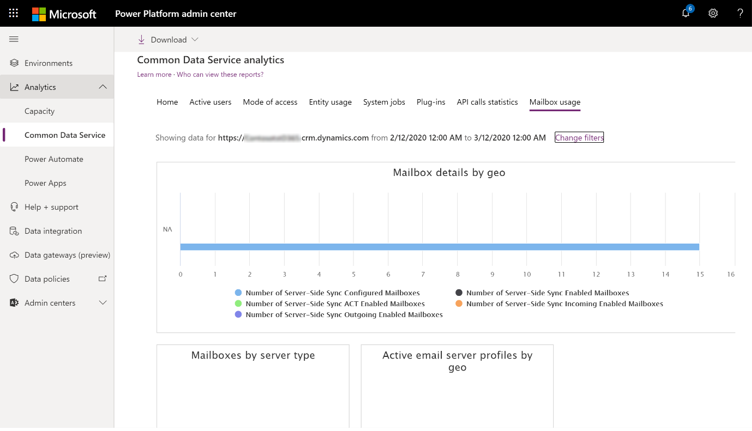 Microsoft Power Platform admin center 6 ?
Download
Common Data Service analytics
Learn more · Who can view these reports?
Environments
Analytics
Capacity
Common Data Service
Power Automate
Power Apps
Help + support
Data integration
Data gateways (preview)
Data policies
Admin centers
Home Active users Mode of access Entity usage System jobs Plug-ins API calls statistics Mailbox usage
Showing data for https:// .crm.dynamics.com from 2/12/2020 12:00 AM to 3/12/2020 12:00 AM Change filters
Mailbox details by geo
NA
0 1 2 3 4 5 6 7 8 9 10 11 12 13 14 15 16
Number of Server-Side Sync Configured Mailboxes Number of Server-Side Sync Enabled Mailboxes
Number of Server-Side Sync ACT Enabled Mailboxes Number of Server-Side Sync Incoming Enabled Mailboxes
Number of Server-Side Sync Outgoing Enabled Mailboxes
Mailboxes by server type
Active email server profiles by
geo